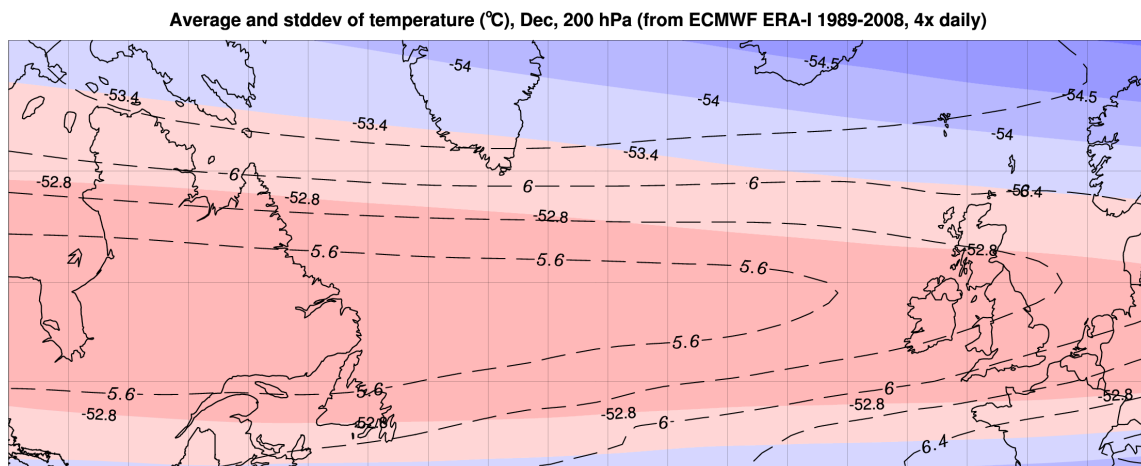 Average and stddev of temperature (°C), Dec, 200 hPa (from ECMWF ERA-I 1989-2008, 4x daily)
-54 -54.5
-53.4 -54 -54.5
-53.4 -54
-53.4
-52.8 6 6 6 -53.4
-52.8 -52.8
5.6 5.6 -52.8
5.6
5.6 5.6 6 -52.8
-52.8 -52.8 -52.8
-52.8 6
6.4